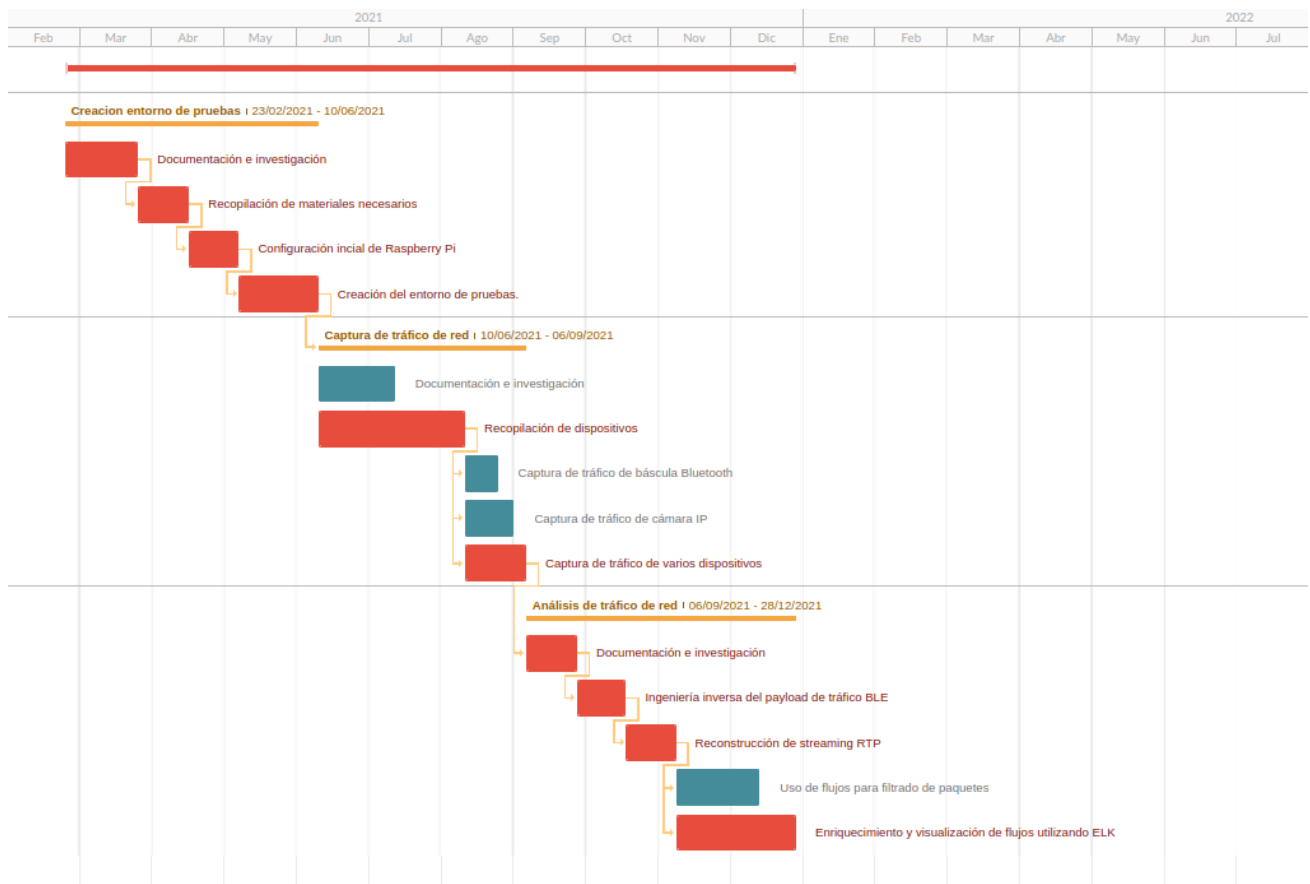 2021
2022
Feb Mar Abr May Jun Jul Ago Sep Oct Nov Dic Ene Feb Mar Abr May Jun Jul
Creacion entorno de pruebas ı 23/02/2021 - 10/06/2021
Documentación e investigación
Recopilación de materiales necesarios
Configuración incial de Raspberry Pi
Creación del entorno de pruebas.
Captura de tráfico de red ı 10/06/2021 - 06/09/2021
Documentación e investigación
Recopilación de dispositivos
Captura de tráfico de báscula Bluetooth
Captura de tráfico de cámara IP
Captura de tráfico de varios dispositivos
Análisis de tráfico de red ı 06/09/2021 - 28/12/2021
Documentación e investigación
Ingeniería inversa del payload de tráfico BLE
Reconstrucción de streaming RTP
Uso de flujos para filtrado de paquetes
Enriquecimiento y visualización de flujos utilizando ELK